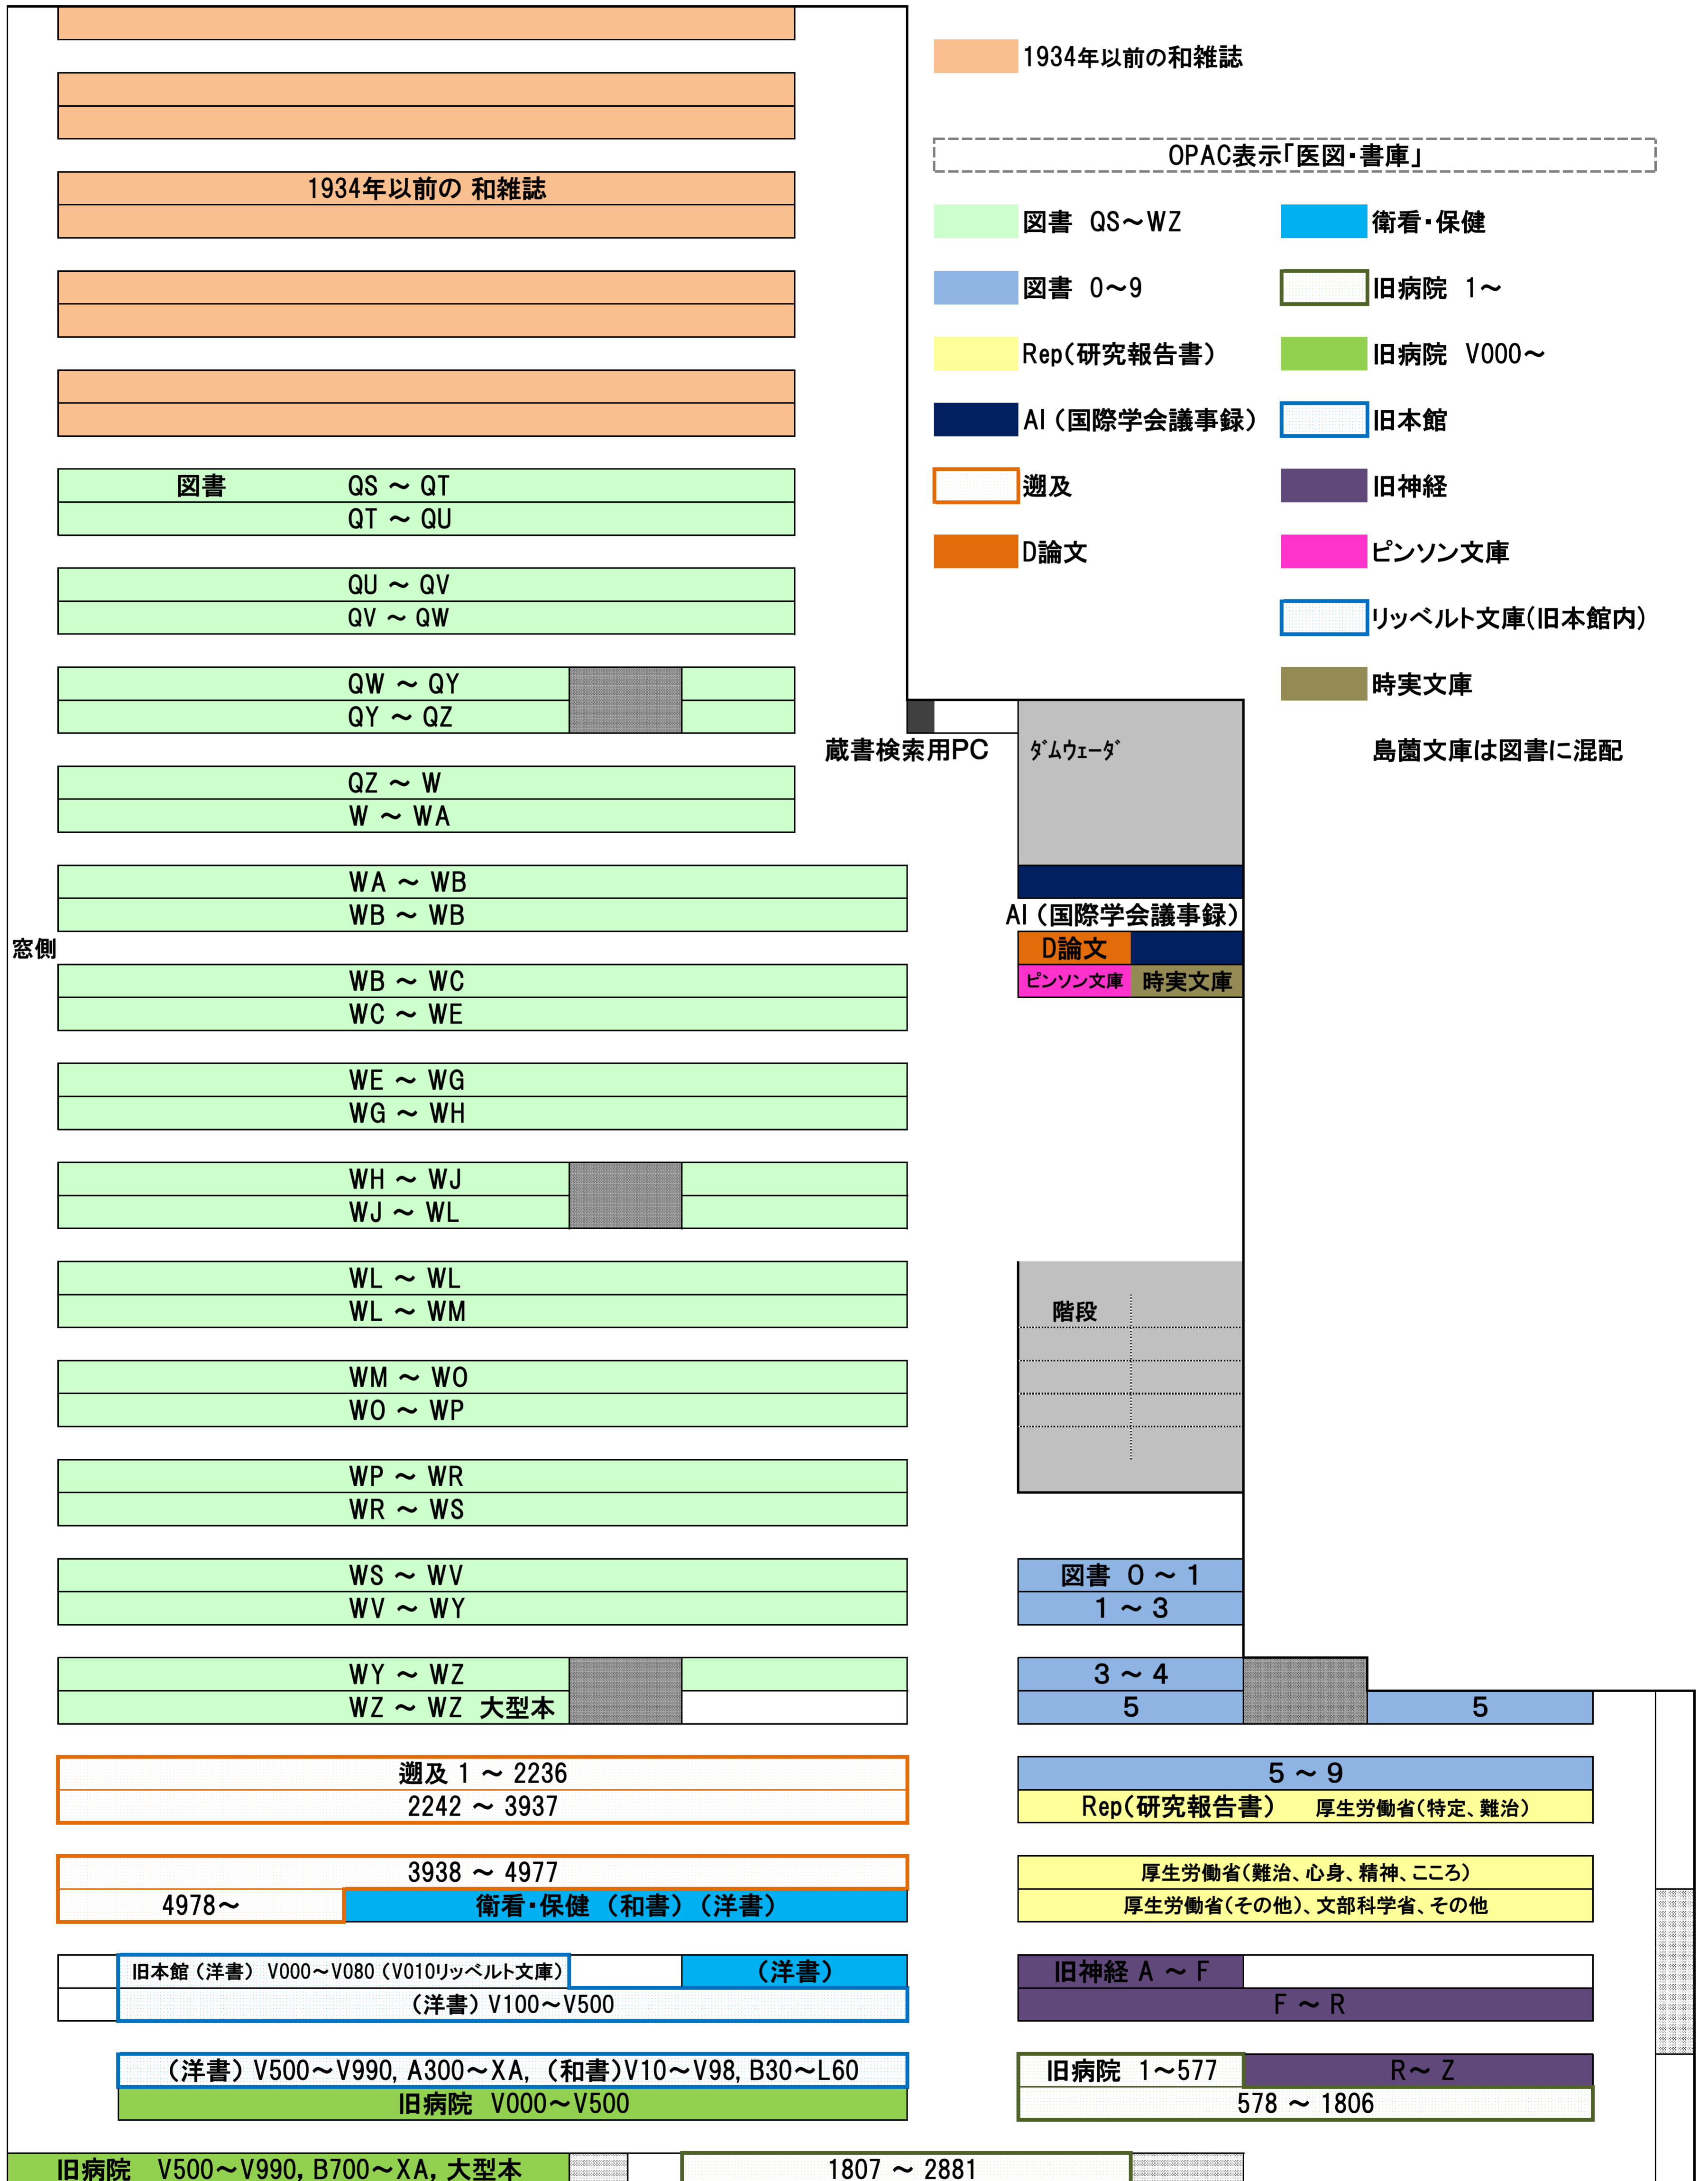 1934年以前の和雑誌
OPAC表示「医図・書庫」
1934年以前の 和雑誌
図書 QS～WZ
衛看・保健
図書 0～9
旧病院 1～
Rep（研究報告書）
旧病院 V000～
AI（国際学会議事録）
旧本館
遡及
旧神経
D論文
ピンソン文庫
リッベルト文庫（旧本館内）
時実文庫
島薗文庫は図書に混配
図書 QS ～ QT
QT ～ QU
QU ～ QV
QV ～ QW
QW ～ QY
QY ～ QZ
蔵書検索用PC
ﾀﾞﾑｳｪｰﾀﾞ
QZ ～ W
W ～ WA
WA ～ WB
WB ～ WB
AI（国際学会議事録）
窓側
D論文
ピンソン文庫 時実文庫
WB ～ WC
WC ～ WE
WE ～ WG
WG ～ WH
WH ～ WJ
WJ ～ WL
WL ～ WL
WL ～ WM
階段
WM ～ WO
WO ～ WP
WP ～ WR
WR ～ WS
WS ～ WV
図書 0 ～ 1
WV ～ WY
1 ～ 3
WY ～ WZ
3 ～ 4
WZ ～ WZ 大型本
5
5
遡及 1 ～ 2236
5 ～ 9
2242 ～ 3937
Rep（研究報告書） 厚生労働省（特定、難治）
3938 ～ 4977
厚生労働省（難治、心身、精神、こころ）
4978～
衛看・保健 （和書）（洋書）
厚生労働省（その他）、文部科学省、その他
旧本館（洋書） V000～V080（V010リッベルト文庫）
（洋書）
旧神経 A ～ F
（洋書） V100～V500
F ～ R
（洋書） V500～V990, A300～XA, （和書）V10～V98, B30～L60
旧病院 1～577
R～ Z
旧病院 V000～V500
578 ～ 1806
旧病院 V500～V990, B700～XA, 大型本
1807 ～ 2881